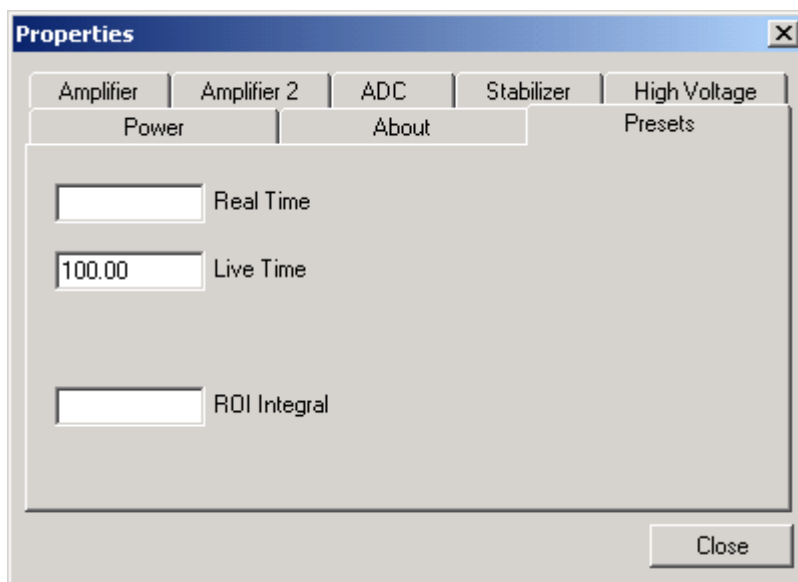 Properties
Amplifier Amplifier 2 ADC Stabilizer High Voltage
Power About Presets
Real Time
100.00 Live Time
ROI Integral
Close